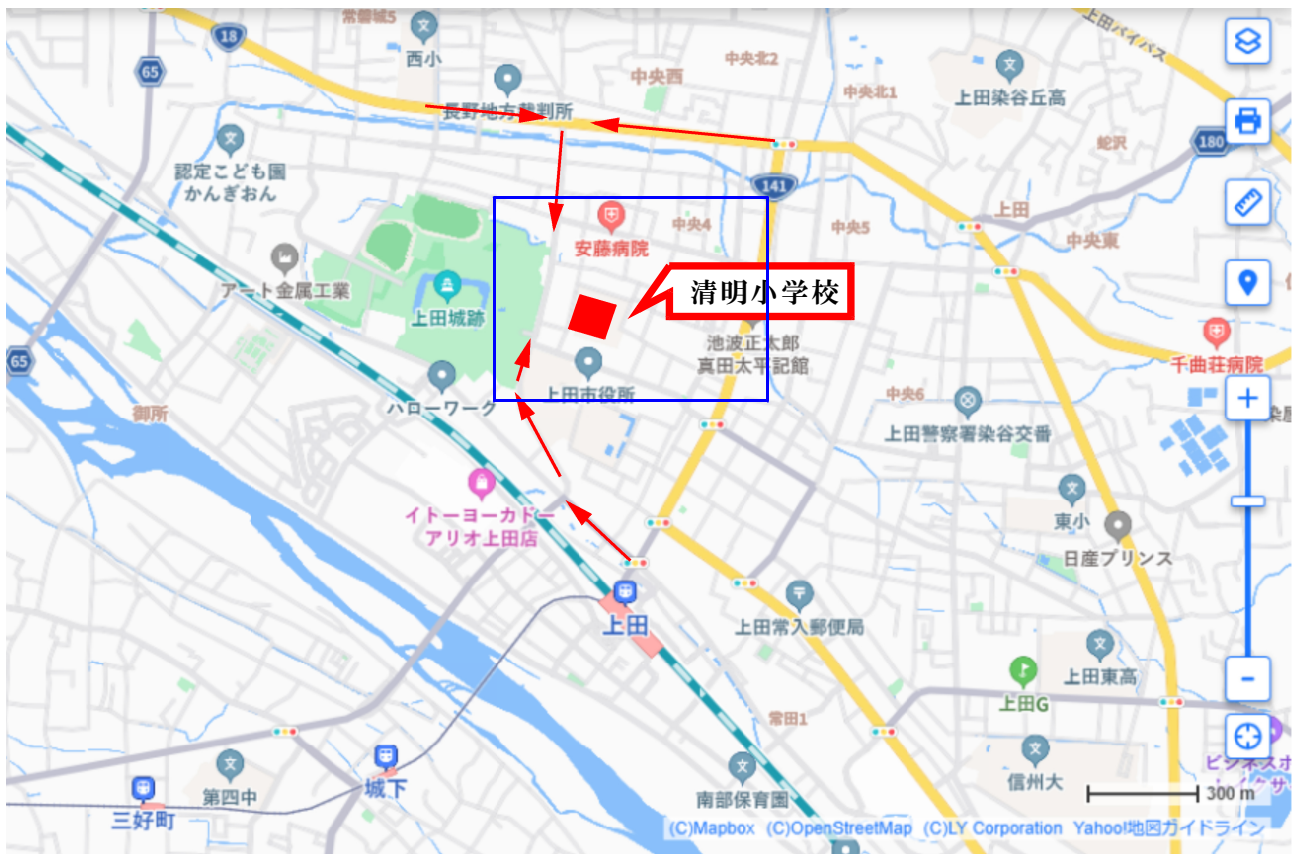 常磐城5
18
西小
65
長野地方裁判所
中央西
中央北2
中央北1
上田染谷丘高
上田バイパス
180
蛇沢
認定こども園
かんぎおん
141
上田
安藤病院
中央4
中央5
中央東
アート金属工業
上田城跡
清明小学校
池波正太郎
真田太平記館
千曲荘病院
65
御所
ハローワーク
上田市役所
中央6
上田警察署染谷交番
イトーヨーカドー
アリオ上田店
東小
日産プリンス
上田
上田常入郵便局
上田東高
上田G
常田1
城下
第四中
三好町
南部保育園
信州大
ビジネスホ
300 m
(C)Mapbox (C)OpenStreetMap (C)LY Corporation Yahoo!地図ガイドライン